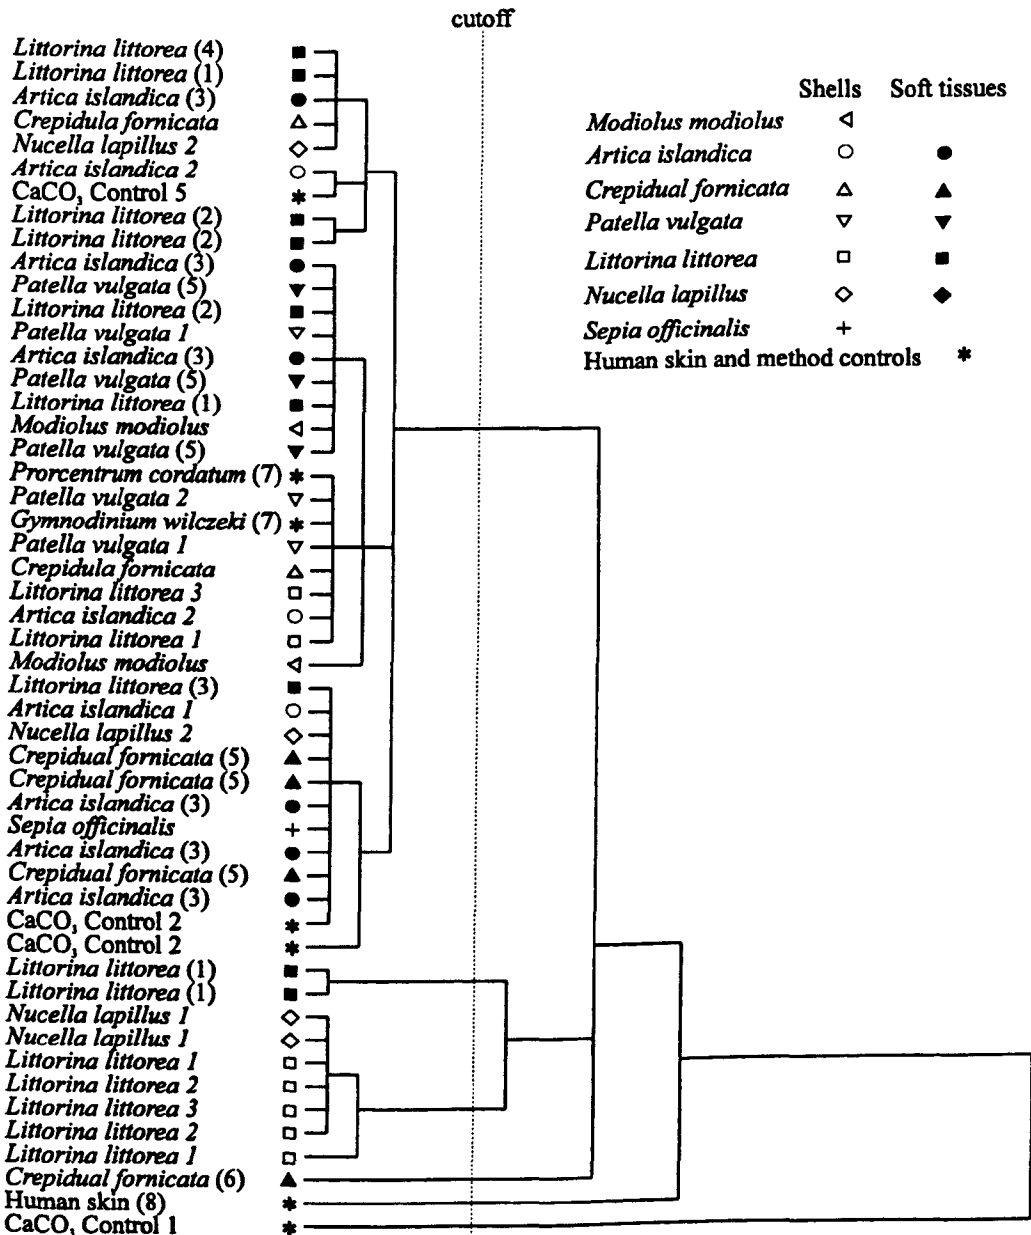 cutoff
Littorina littorea (4)
Littorina littorea (1)
Artica islandica (3)
Crepidula fornicata
Nucella lapillus 2
Artica islandica 2
CaCO₃ Control 5
Littorina littorea (2)
Littorina littorea (2)
Artica islandica (3)
Patella vulgata (5)
Littorina littorea (2)
Patella vulgata 1
Artica islandica (3)
Patella vulgata (5)
Littorina littorea (1)
Modiolus modiolus
Patella vulgata (5)
Prorcentrum cordatum (7)
Patella vulgata 2
Gymnodinium wilczeki (7)
Patella vulgata 1
Crepidula fornicata
Littorina littorea 3
Artica islandica 2
Littorina littorea 1
Modiolus modiolus
Littorina littorea (3)
Artica islandica 1
Nucella lapillus 2
Crepidual fornicata (5)
Crepidual fornicata (5)
Artica islandica (3)
Sepia officinalis
Artica islandica (3)
Crepidual fornicata (5)
Artica islandica (3)
CaCO₃ Control 2
CaCO₃ Control 2
Littorina littorea (1)
Littorina littorea (1)
Nucella lapillus 1
Nucella lapillus 1
Littorina littorea 1
Littorina littorea 2
Littorina littorea 3
Littorina littorea 2
Littorina littorea 1
Crepidual fornicata (6)
Human skin (8)
CaCO₃ Control 1
Shells Soft tissues
Modiolus modiolus
Artica islandica
Crepidual fornicata
Patella vulgata
Littorina littorea
Nucella lapillus
Sepia officinalis
Human skin and method controls